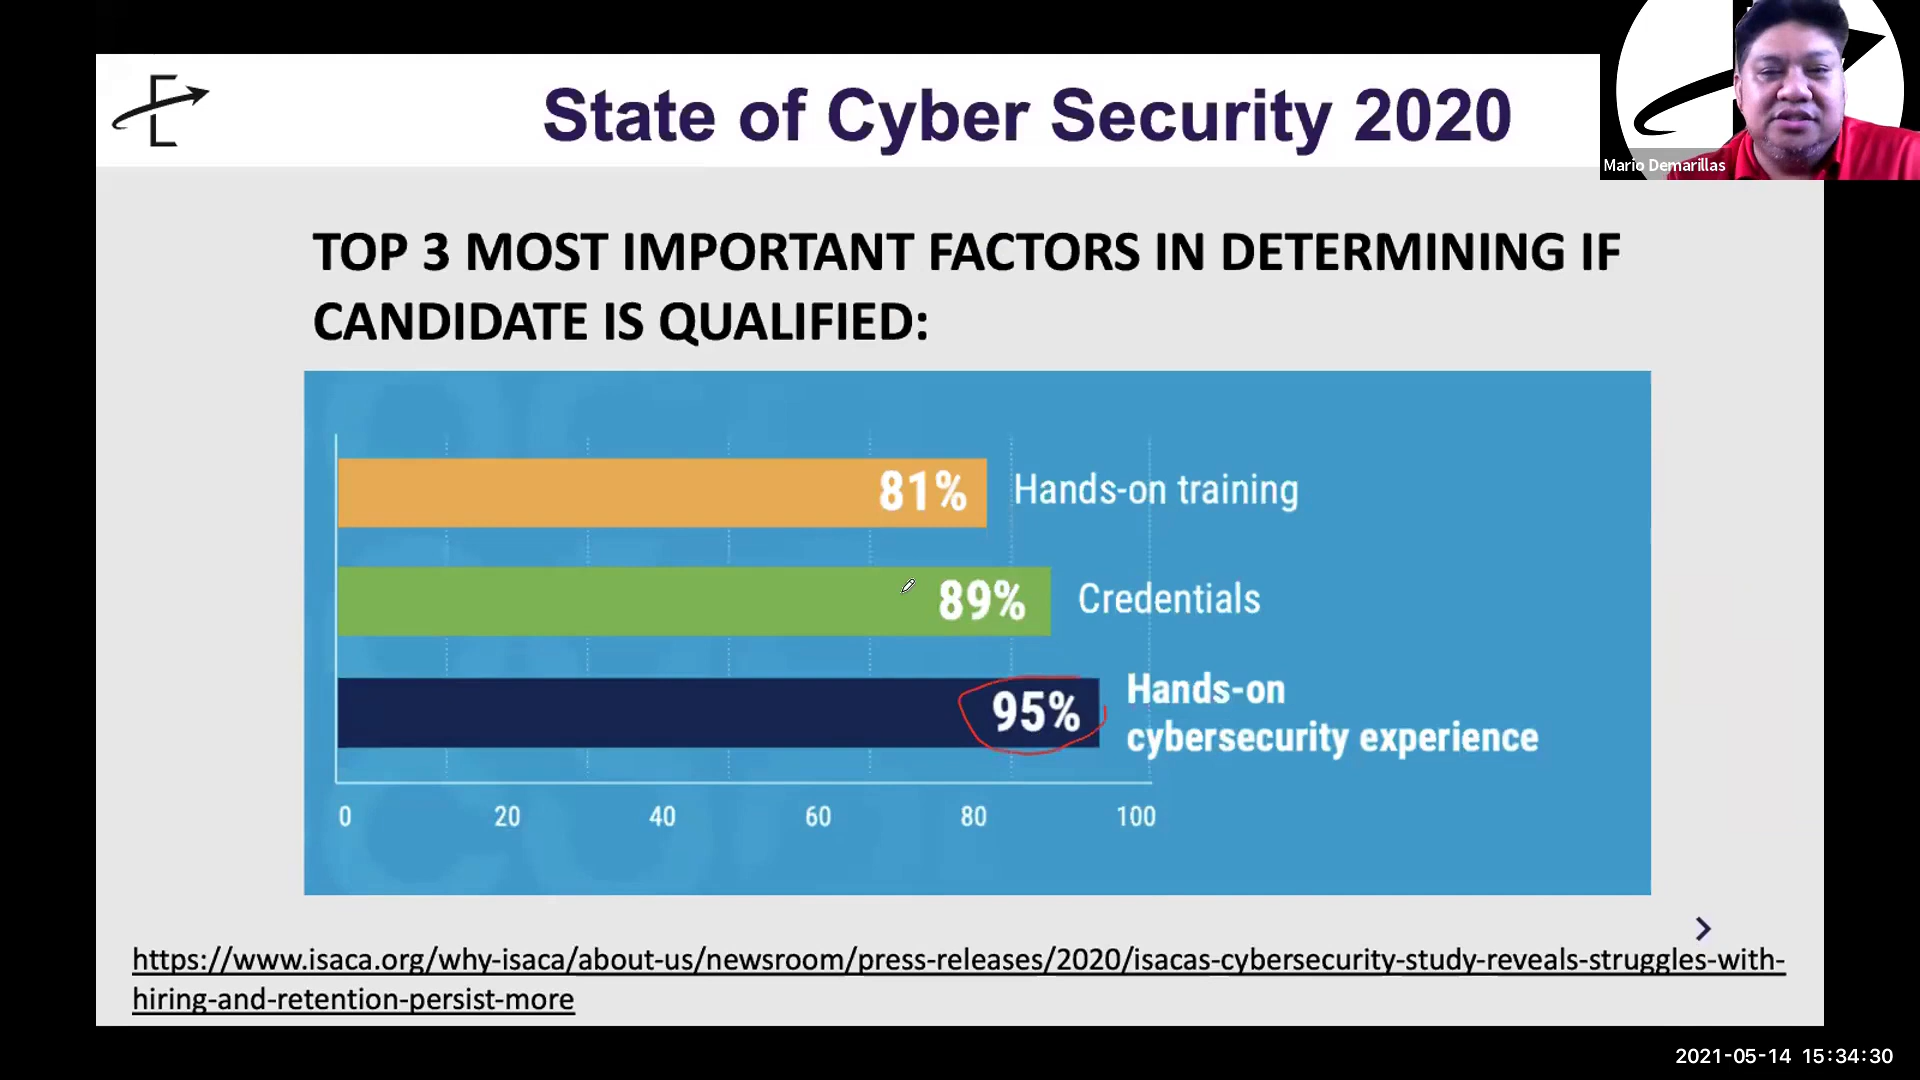 State of Cyber Security 2020
Mario Demarillas
TOP 3 MOST IMPORTANT FACTORS IN DETERMINING IF
CANDIDATE IS QUALIFIED:
81% Hands-on training
89% Credentials
95% Hands-on
cybersecurity experience
0 20 40 60 80 100
https://www.isaca.org/why-isaca/about-us/newsroom/press-releases/2020/isacas-cybersecurity-study-reveals-struggles-with-
hiring-and-retention-persist-more
2021-05-14 15:34:30